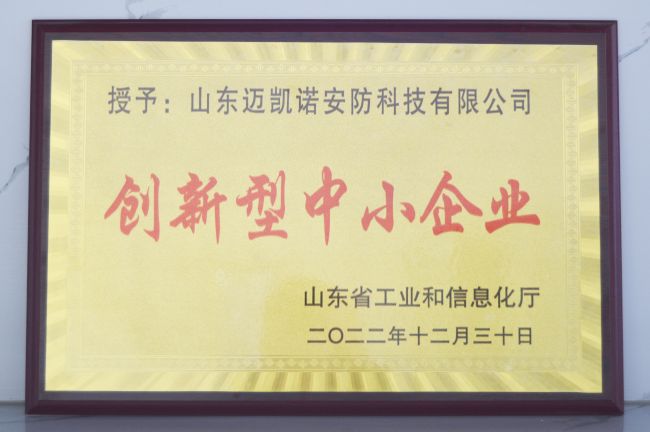 授予：山东迈凯诺安防科技有限公司
创新型中小企业
山东省工业和信息化厅
二〇二二年十二月三十日